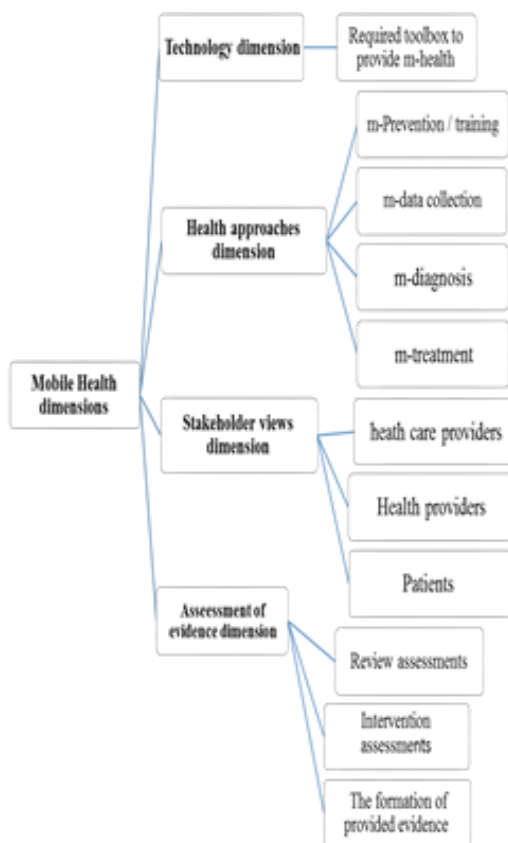 Technology dimension
Required toolbox to
provide m-health
m-Prevention / training
m-data collection
Health approaches
dimension
m-diagnosis
m-treatment
Mobile Health
dimensions
Stakeholder views
dimension
heath care providers
Health providers
Patients
Asseessment of
evidence dimension
Review assessments
Intervention
assessments
The formation of
provided evidence